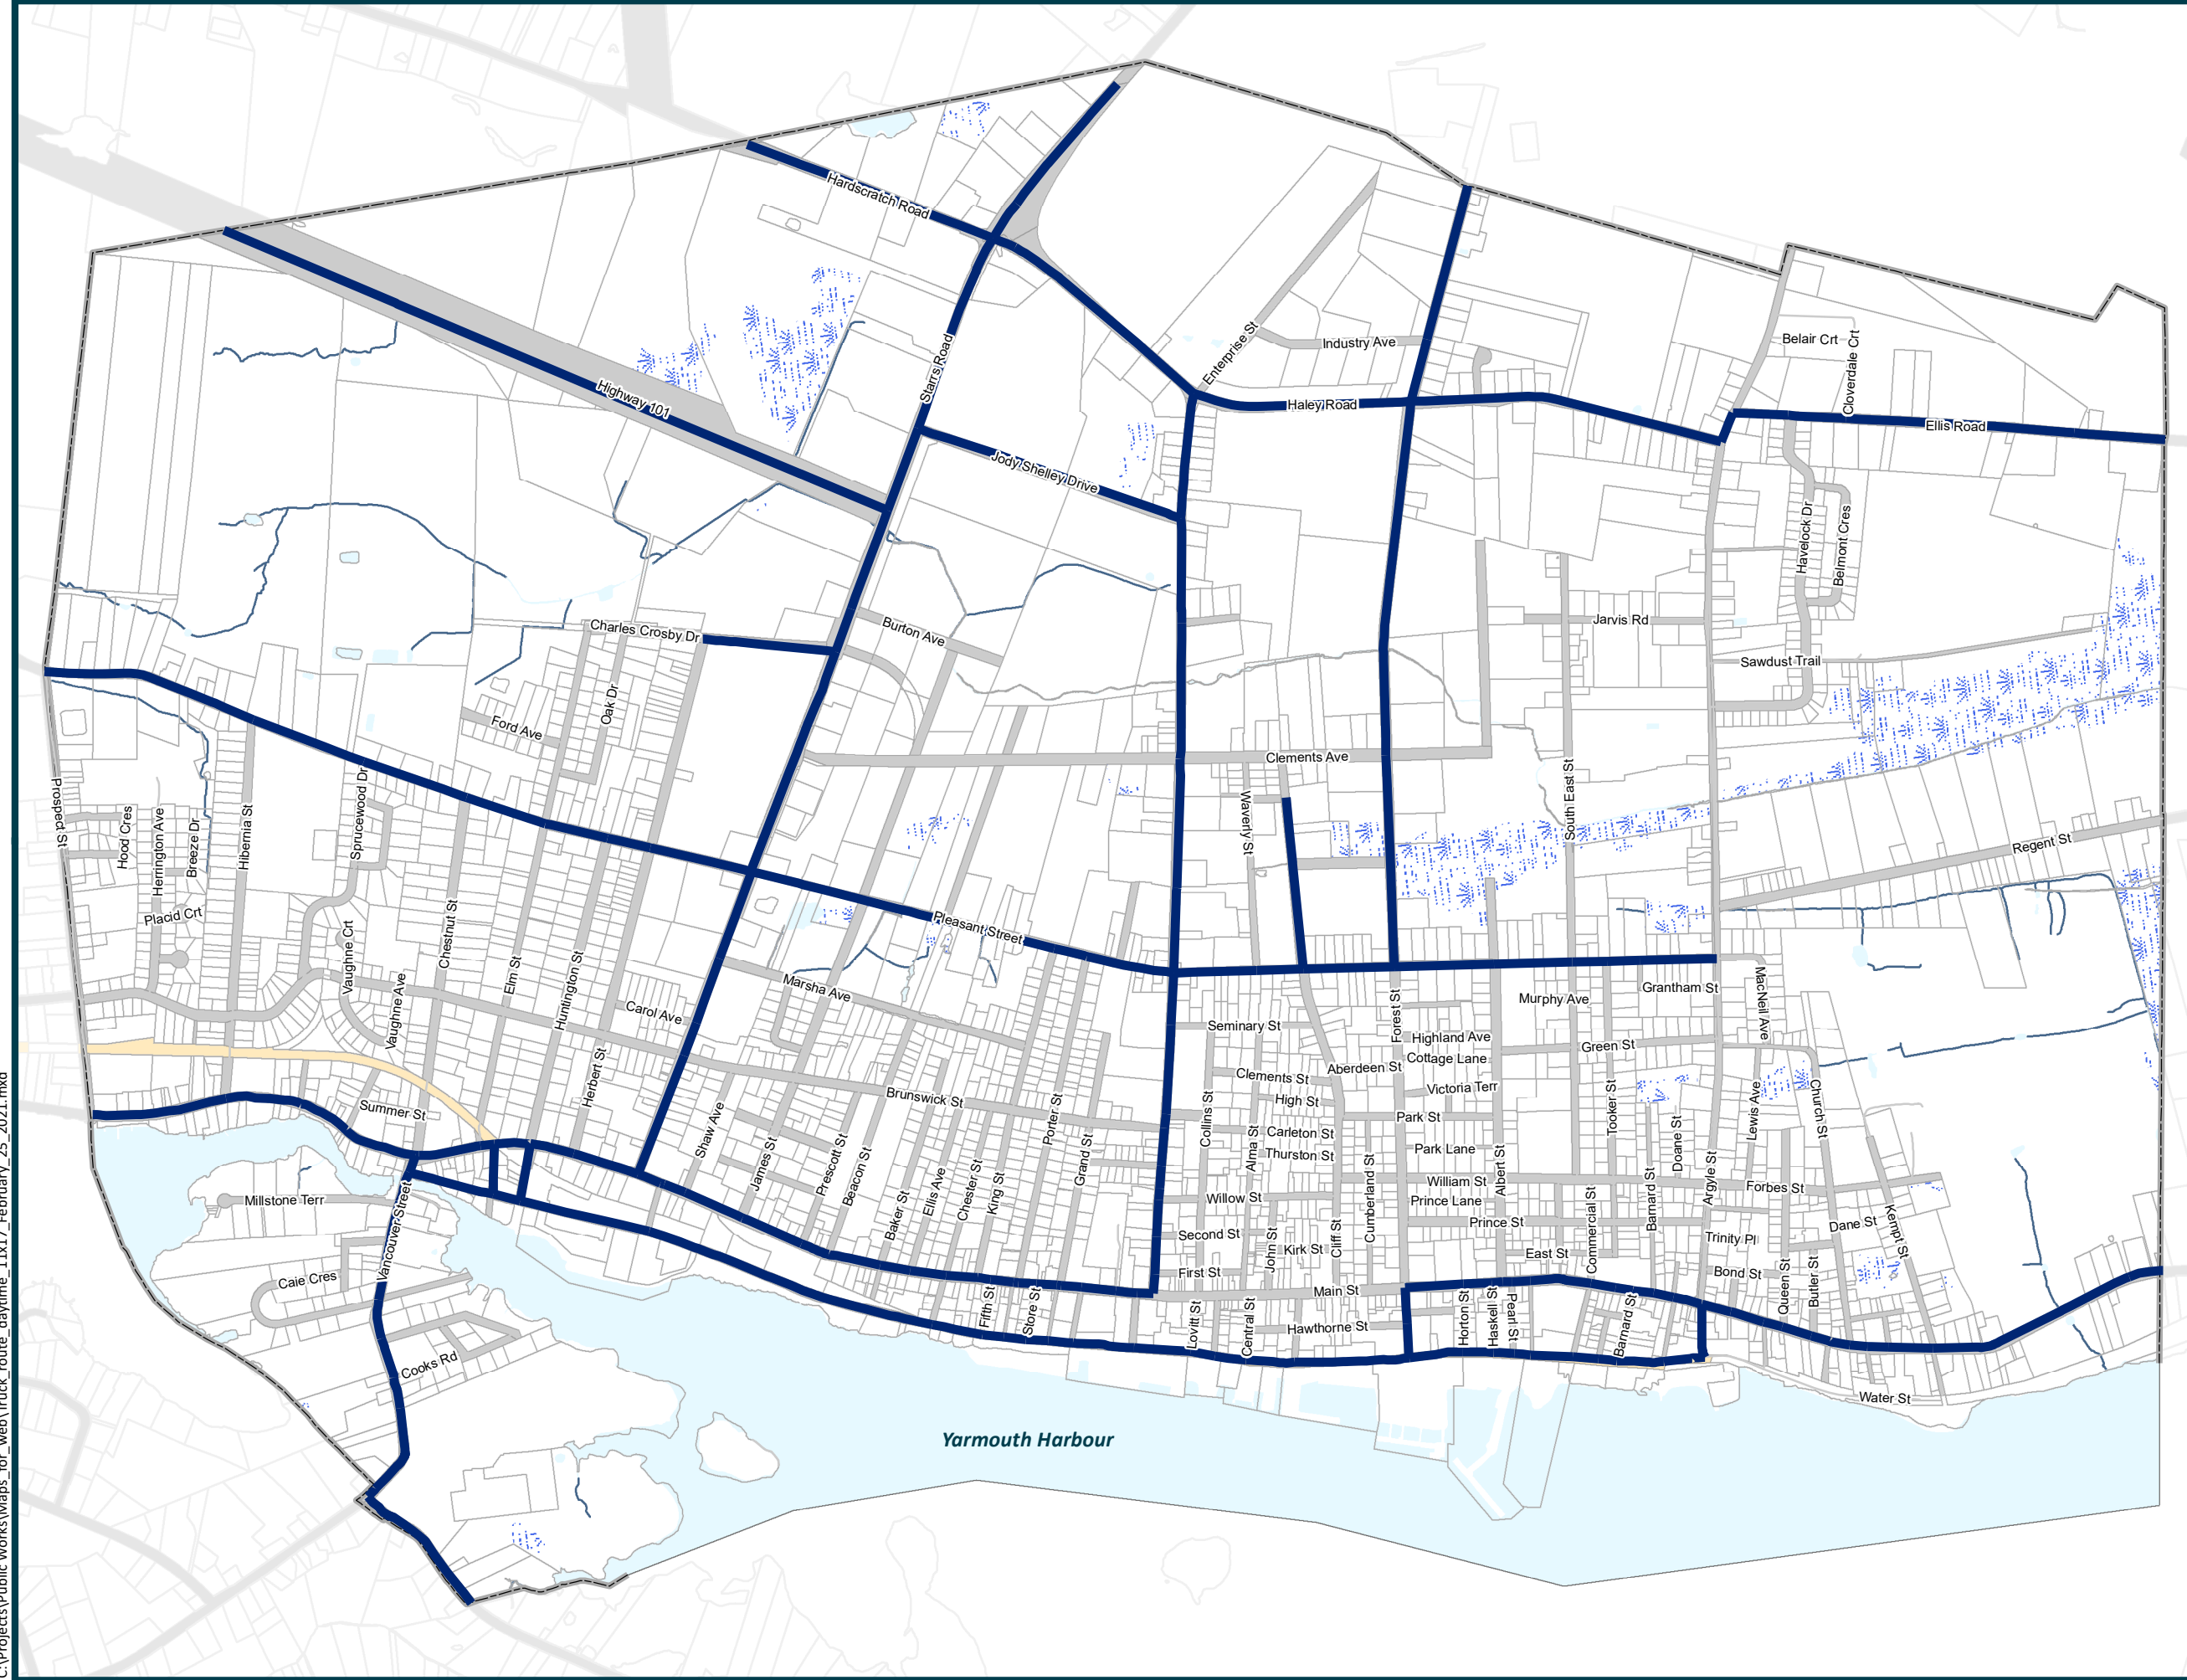 Hardscratch Road
Enterprise St
Industry Ave
Belair Crt
Cloverdale Crt
Starrs Road
Highway 101
Haley Road
Ellis Road
Jody Shelley Drive
Havelock Dr
Belmont Cres
Charles Crosby Dr
Burton Ave
Jarvis Rd
Sawdust Trail
Oak Dr
Ford Ave
Clements Ave
South East St
Prospect St
Hood Cres
Herrington Ave
Breeze Dr
Hibernia St
Sprucewood Dr
Waverly St
Regent St
Placid Crt
Chestnut St
Vaughne Crt
Pleasant Street
Elm St
Huntington St
Marsha Ave
Vaughne Ave
Carol Ave
Forest St
Murphy Ave
Grantham St
MacNeil Ave
Seminary St
Highland Ave
Green St
Cottage Lane
Aberdeen St
Clements St
Victoria Terr
Herbert St
Summer St
Brunswick St
High St
Park St
Tooker St
Lewis Ave
Church St
Shaw Ave
Porter St
Collins St
Carleton St
Alma St
Thurston St
Park Lane
Albert St
Doane St
James St
Prescott St
Beacon St
Grand St
Cumberland St
William St
Argyle St
Forbes St
Millstone Terr
Vancouver Street
Baker St
Ellis Ave
Chester St
King St
Willow St
Prince Lane
Barnard St
Commercial St
Prince St
Dane St
Kempt St
Second St
John St
Kirk St
Cliff St
East St
Trinity Pl
Caie Cres
First St
Bond St
Queen St
Butler St
Main St
Fifth St
Store St
Lovitt St
Central St
Hawthorne St
Horton St
Haskell St
Pearl St
Barnard St
Cooks Rd
Water St
Yarmouth Harbour
C:\Projects\Public Works\Maps_for_Web\Truck_route_daytime_11x17_February_25_2021.mxd